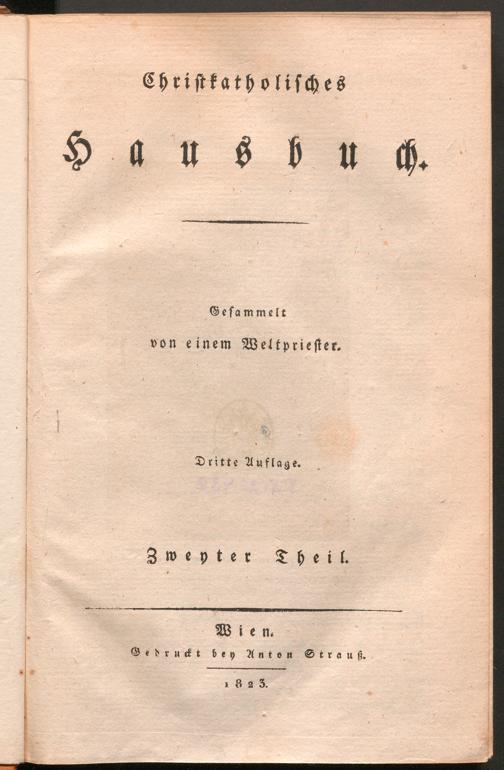 Christkatholisches
Hausbuch.
Gesammelt
von einem Weltpriester.
Dritte Auflage.
Zweyter Theil.
Wien.
Gedruckt bey Anton Strauß.
1823.